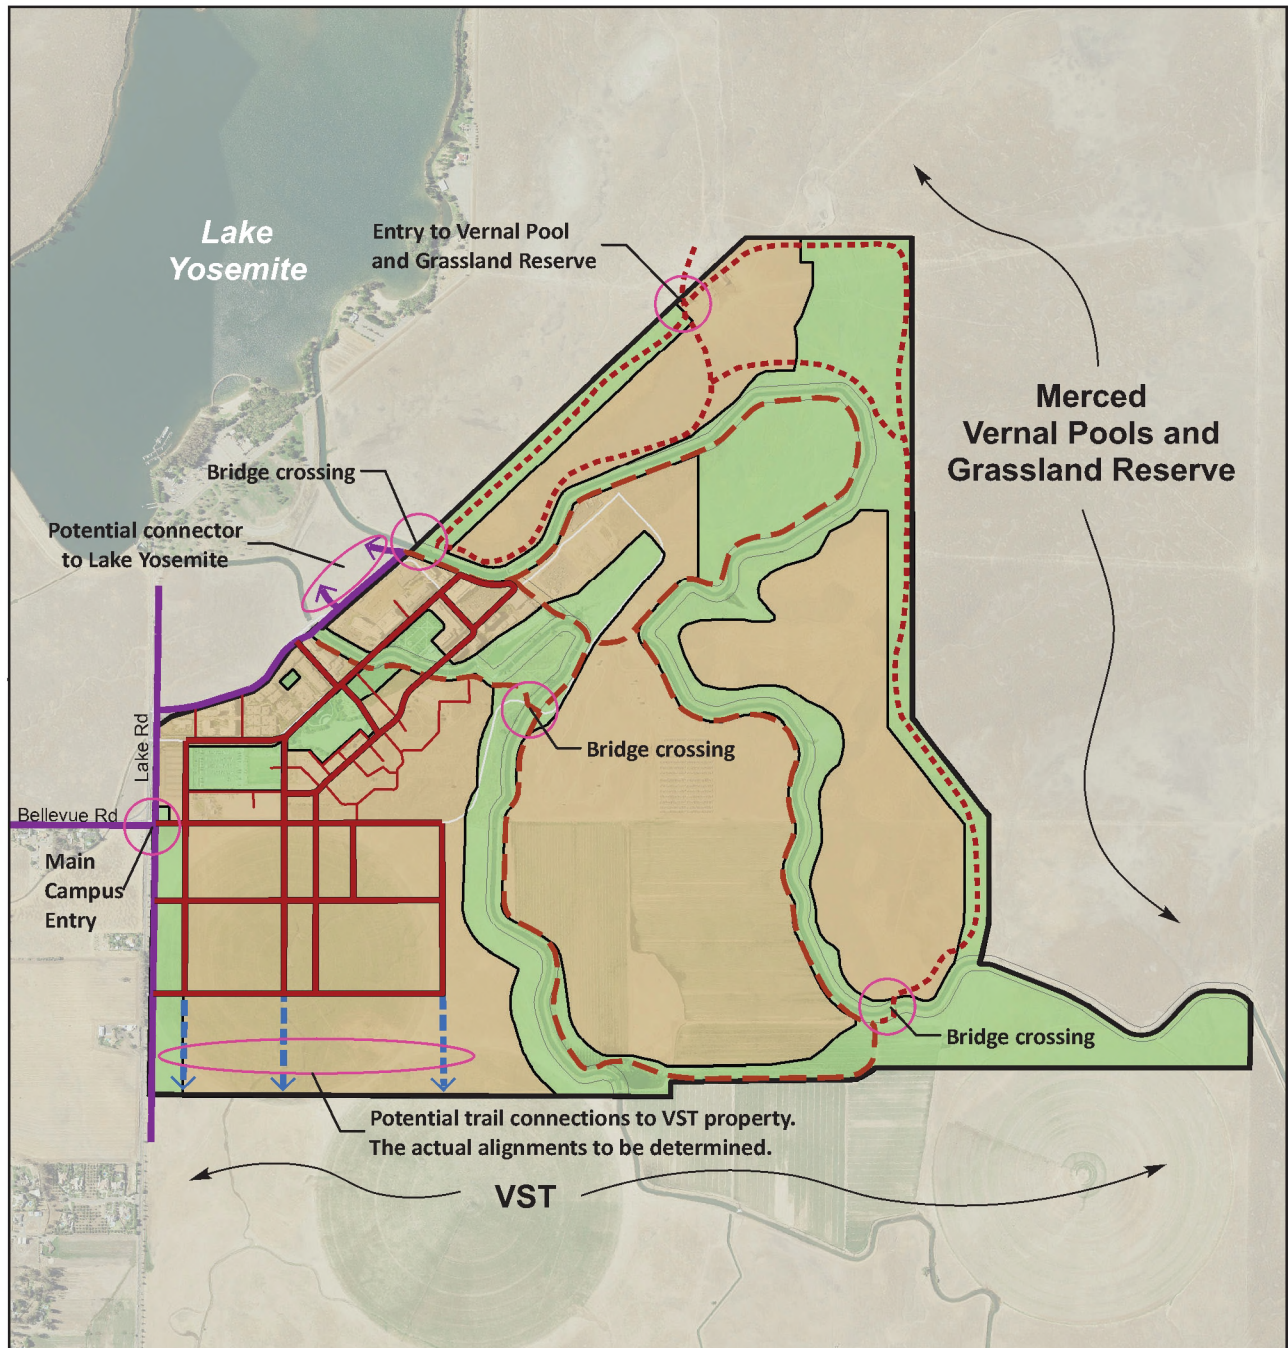 Lake
Yosemite
Entry to Vernal Pool
and Grassland Reserve
Merced
Vernal Pools and
Grassland Reserve
Bridge crossing
Potential connector
to Lake Yosemite
Lake Rd
Bridge crossing
Bellevue Rd
Main
Campus
Entry
Bridge crossing
Potential trail connections to VST property.
The actual alignments to be determined.
VST